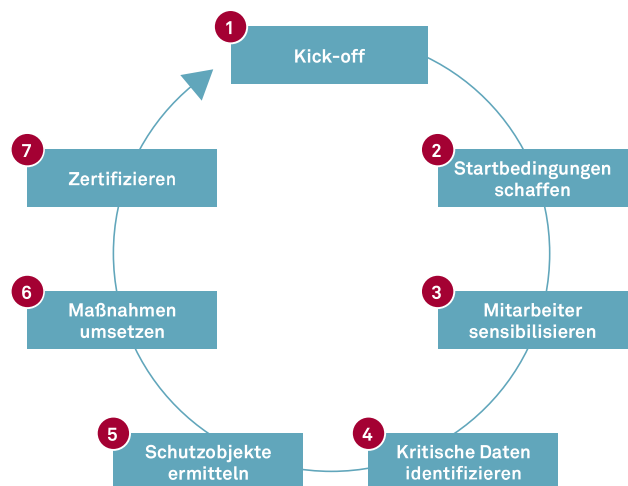 1
Kick-off
2
Startbedingungen
schaffen
3
Mitarbeiter
sensibilisieren
4
Kritische Daten
identifizieren
5
Schutzobjekte
ermitteln
6
Maßnahmen
umsetzen
7
Zertifizieren